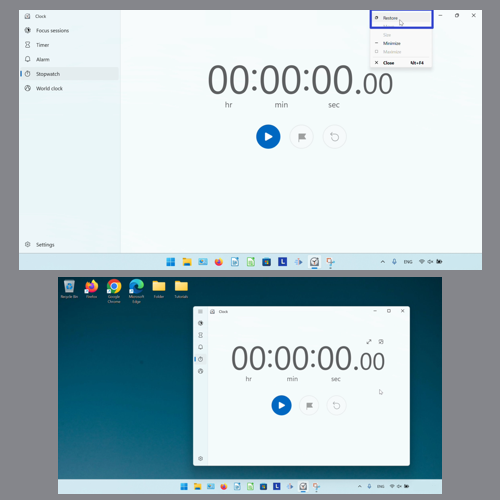 Clock
Restore
Move
Size
Minimize
Maximize
Close Alt+F4
Focus sessions
Timer
Alarm
Stopwatch
World clock
00:00:00.00
hr min sec
Settings
ENG
Recycle Bin
Firefox
Google Chrome
Microsoft Edge
Folder
Tutorials
Clock
00:00:00.00
hr min sec
ENG